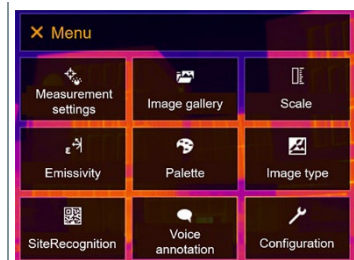 × Menu
Measurement
settings
Image gallery
Scale
ε
Emissivity
Palette
Image type
SiteRecognition
Voice
annotation
Configuration